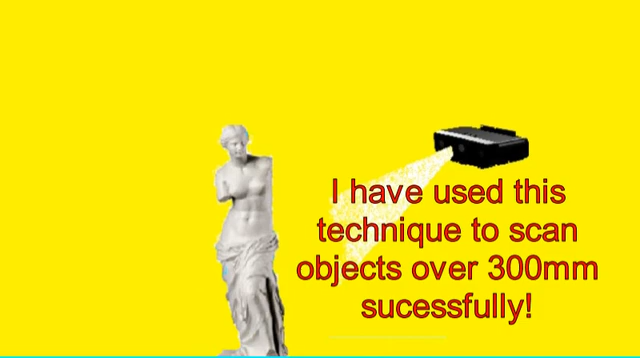 I have used this
technique to scan
objects over 300mm
sucessfully!